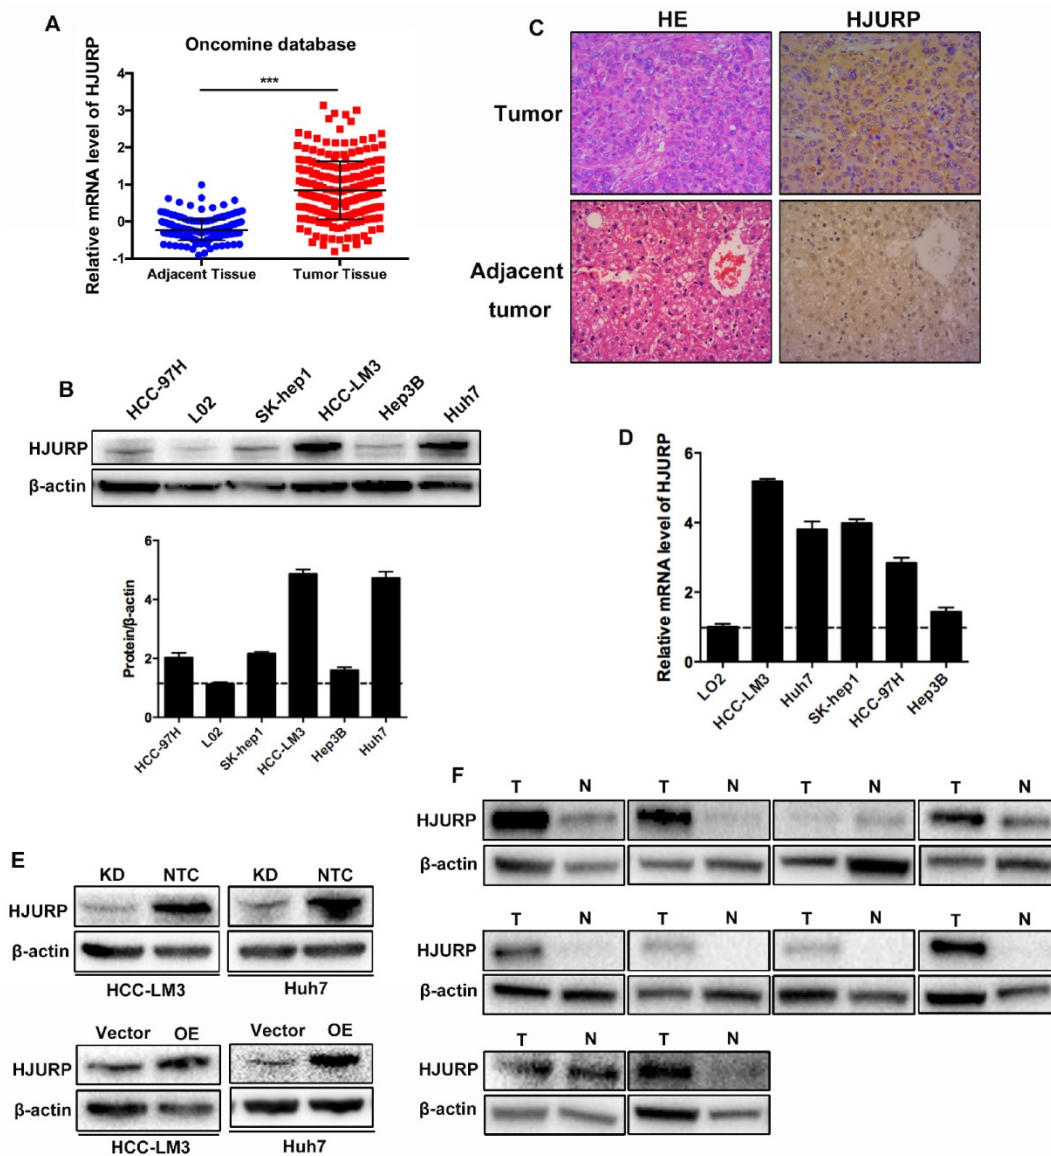 A
Oncomine database
***
Relative mRNA level of HJURP
4
3
2
1
0
-1
Adjacent Tissue
Tumor Tissue
C
HE
HJURP
Tumor
Adjacent
tumor
B
HCC-97H
L02
SK-hep1
HCC-LM3
Hep3B
Huh7
HJURP
β-actin
Protein/β-actin
6
4
2
0
HCC-97H
L02
SK-hep1
HCC-LM3
Hep3B
Huh7
D
Relative mRNA level of HJURP
6
4
2
0
LO2
HCC-LM3
Huh7
SK-hep1
HCC-97H
Hep3B
E
KD NTC KD NTC
HJURP
β-actin
HCC-LM3 Huh7
Vector OE Vector OE
HJURP
β-actin
HCC-LM3 Huh7
F
T N T N T N T N
HJURP
β-actin
T N T N T N T N
HJURP
β-actin
T N T N
HJURP
β-actin